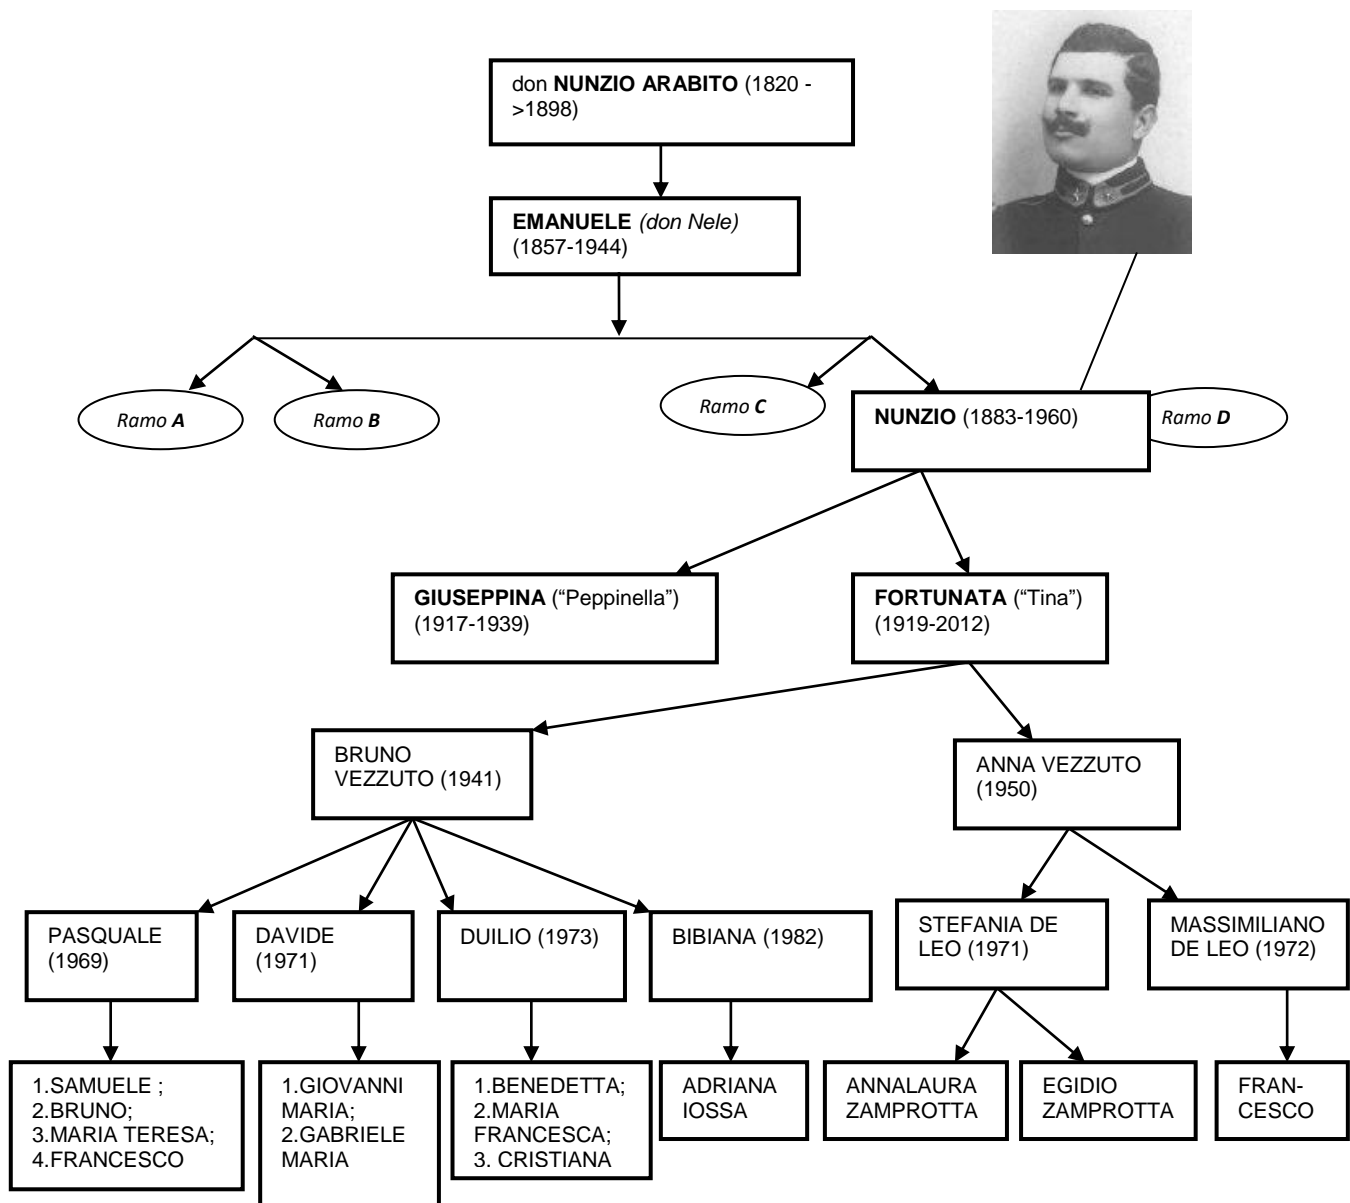 don NUNZIO ARABITO (1820 -
>1898)
EMANUELE (don Nele)
(1857-1944)
Ramo A
Ramo B
Ramo C
NUNZIO (1883-1960)
Ramo D
GIUSEPPINA (“Peppinella”)
(1917-1939)
FORTUNATA (“Tina”)
(1919-2012)
BRUNO
VEZZUTO (1941)
ANNA VEZZUTO
(1950)
PASQUALE
(1969)
DAVIDE
(1971)
DUILIO (1973)
BIBIANA (1982)
STEFANIA DE
LEO (1971)
MASSIMILIANO
DE LEO (1972)
1.SAMUELE ;
2.BRUNO;
3.MARIA TERESA;
4.FRANCESCO
1.GIOVANNI
MARIA;
2.GABRIELE
MARIA
1.BENEDETTA;
2.MARIA
FRANCESCA;
3. CRISTIANA
ADRIANA
IOSSA
ANNALAURA
ZAMPROTTA
EGIDIO
ZAMPROTTA
FRAN-
CESCO